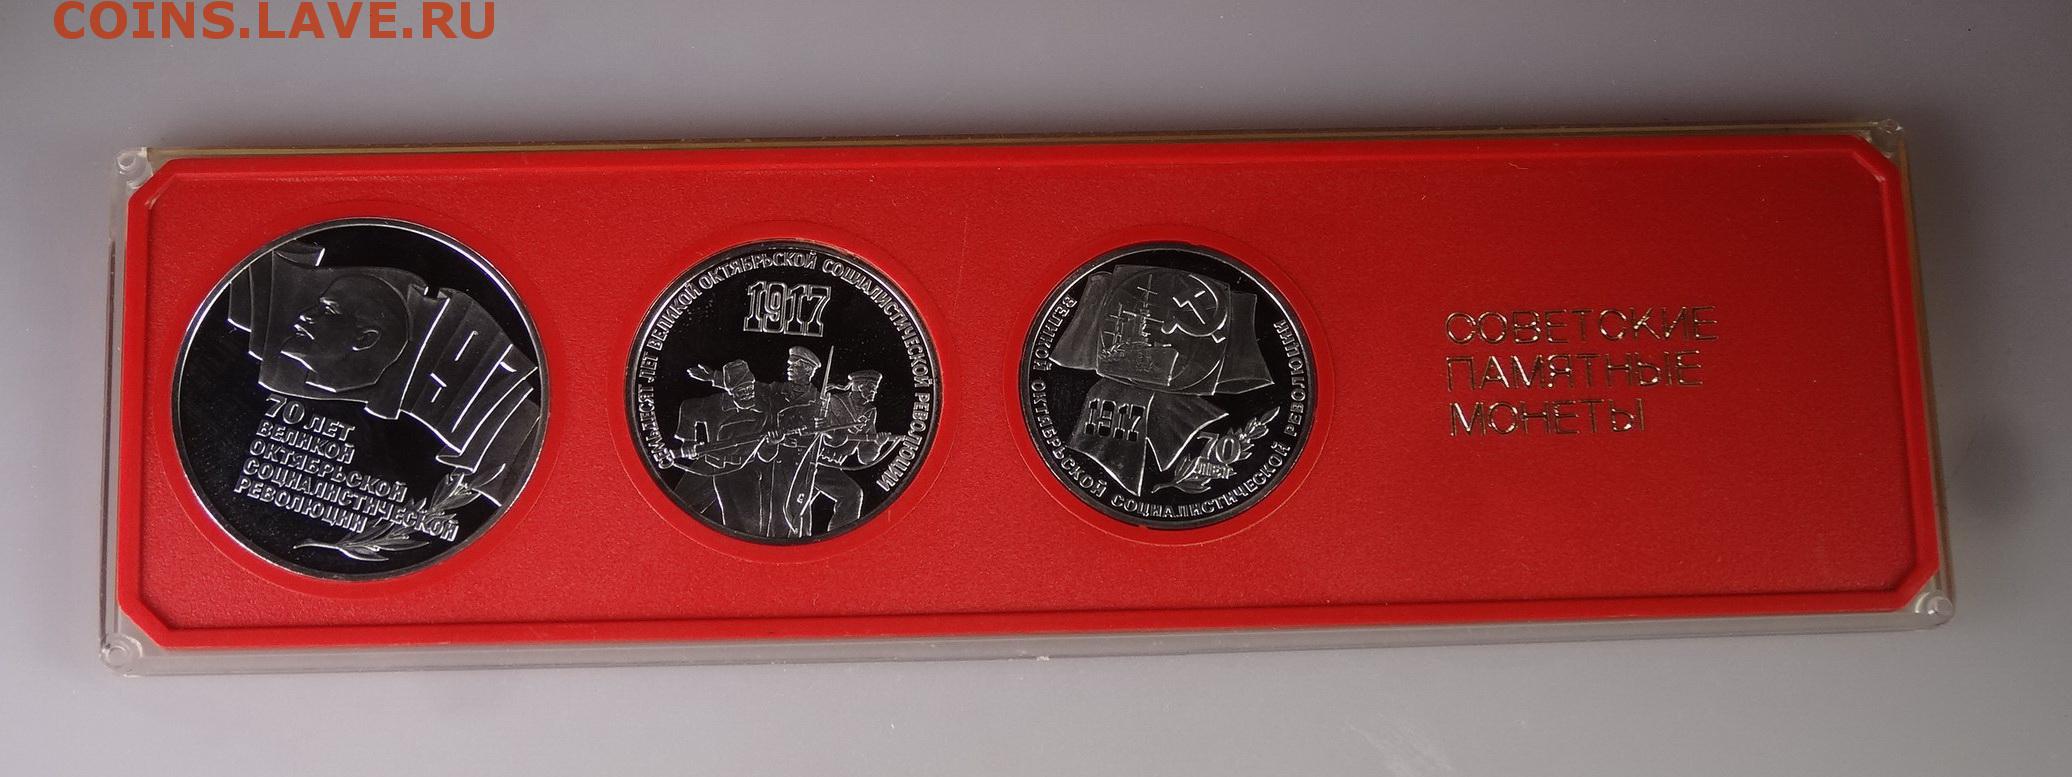 COINS.LAVE.RU
1917
70 ЛЕТ
ВЕЛИКОЙ
ОКТЯБРЬСКОЙ
СОЦИАЛИСТИЧЕСКОЙ
РЕВОЛЮЦИИ
СЕМЬДЕСЯТ ЛЕТ ВЕЛИКОЙ ОКТЯБРЬСКОЙ СОЦИАЛИСТИЧЕСКОЙ РЕВОЛЮЦИИ
1917
ВЕЛИКОЙ ОКТЯБРЬСКОЙ СОЦИАЛИСТИЧЕСКОЙ РЕВОЛЮЦИИ
1917
70
ЛЕТ
СОВЕТСКИЕ
ПАМЯТНЫЕ
МОНЕТЫ